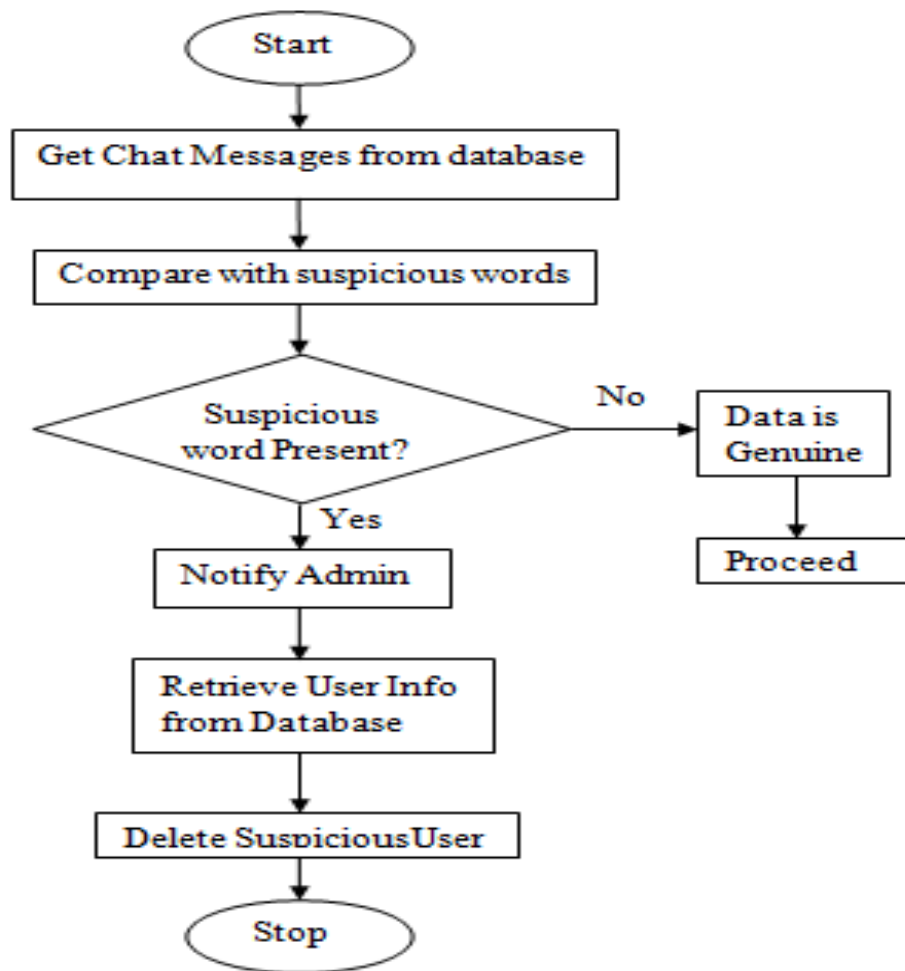 Start
Get Chat Messages from database
Compare with suspicious words
Suspicious
word Present?
No
Data is
Genuine
Proceed
Yes
Notify Admin
Retrieve User Info
from Database
Delete SuspiciousUser
Stop